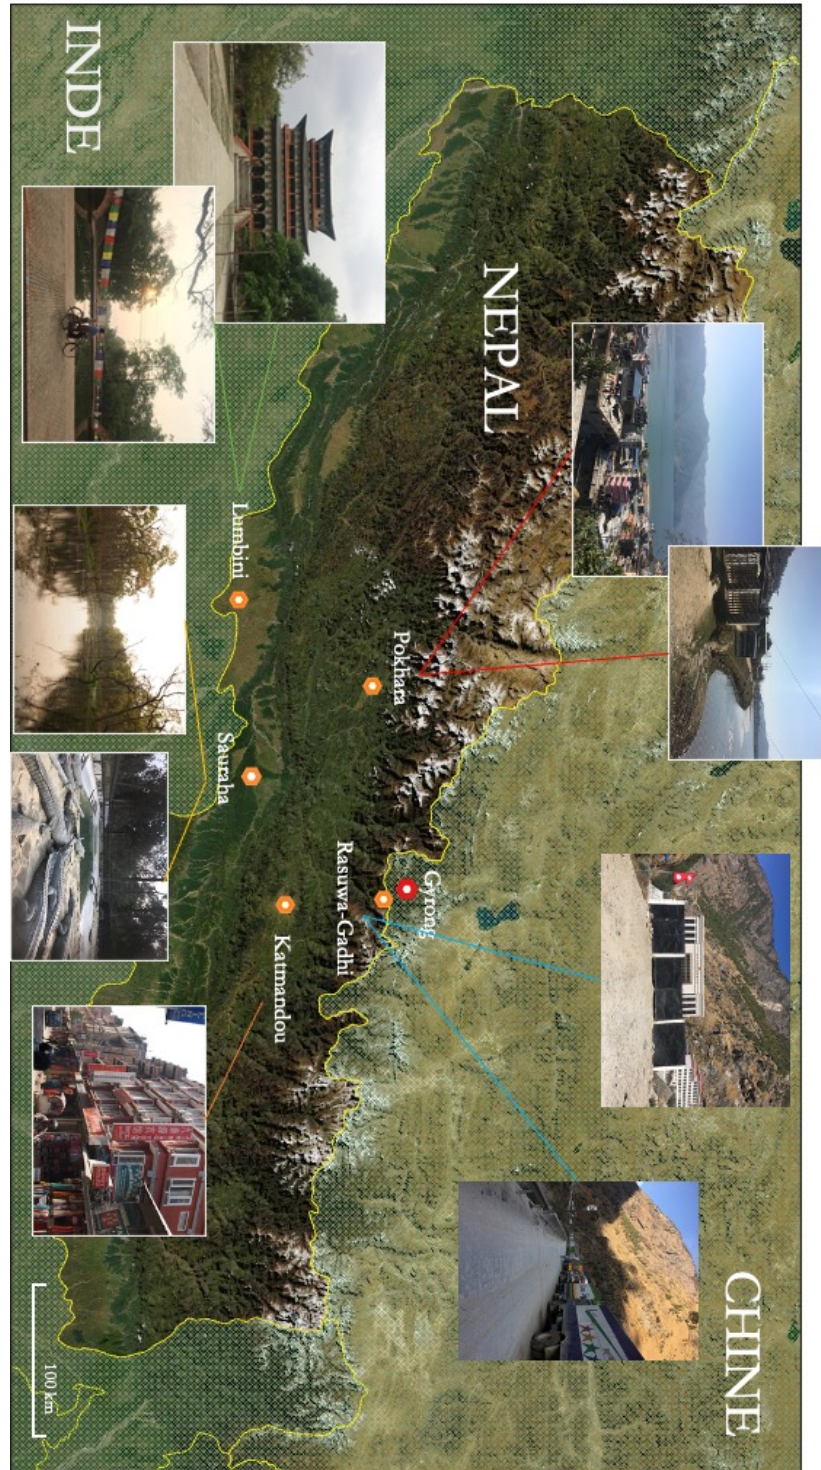 CHINE
NEPAL
INDE
Gyrong
Rasuwa-Gadhi
Pokhara
Katmandou
Lumbini
Sauraha
100 km